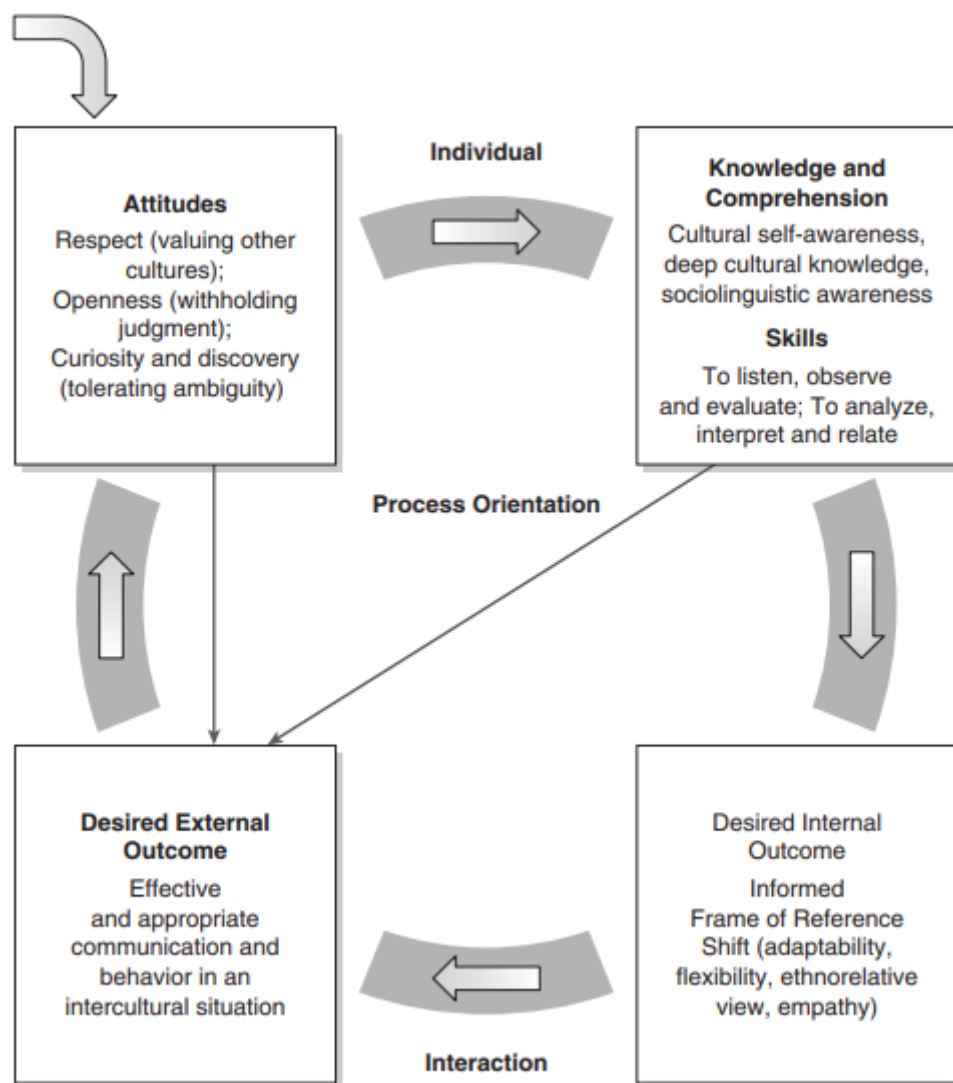 Individual
Attitudes
Respect (valuing other
cultures);
Openness (withholding
judgment);
Curiosity and discovery
(tolerating ambiguity)
Knowledge and
Comprehension
Cultural self-awareness,
deep cultural knowledge,
sociolinguistic awareness
Skills
To listen, observe
and evaluate; To analyze,
interpret and relate
Process Orientation
Desired External
Outcome
Effective
and appropriate
communication and
behavior in an
intercultural situation
Desired Internal
Outcome
Informed
Frame of Reference
Shift (adaptability,
flexibility, ethnorelative
view, empathy)
Interaction